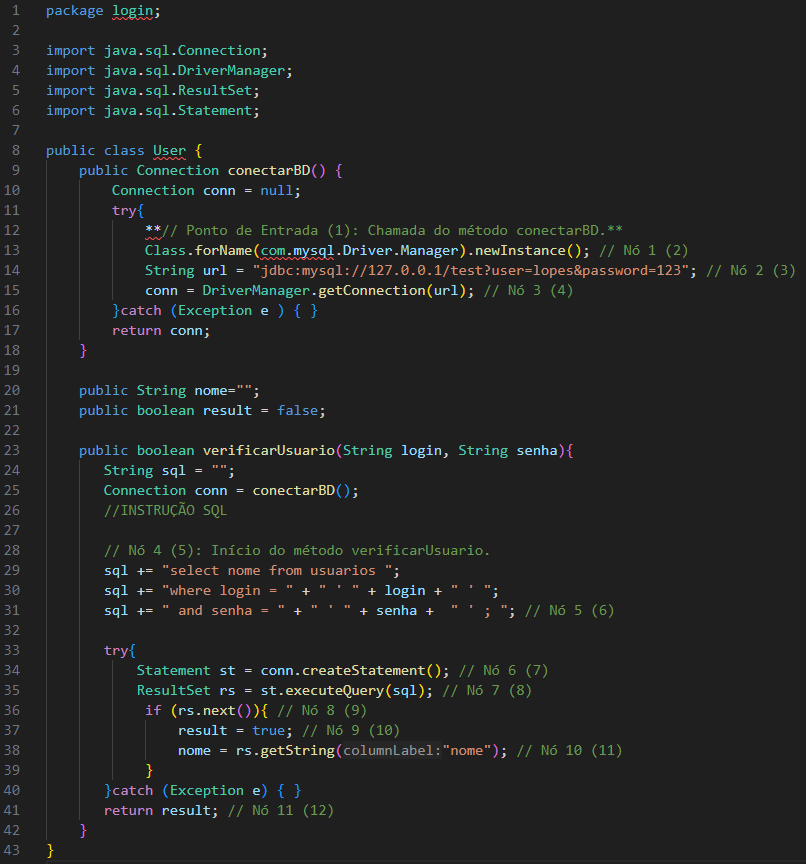 1 package login;
2
3 import java.sql.Connection;
4 import java.sql.DriverManager;
5 import java.sql.ResultSet;
6 import java.sql.Statement;
7
8 public class User {
9 public Connection conectarBD() {
10 Connection conn = null;
11 try{
12 **// Ponto de Entrada (1): Chamada do método conectarBD.**
13 Class.forName(com.mysql.Driver.Manager).newInstance(); // Nó 1 (2)
14 String url = "jdbc:mysql://127.0.0.1/test?user=lopes&password=123"; // Nó 2 (3)
15 conn = DriverManager.getConnection(url); // Nó 3 (4)
16 }catch (Exception e ) { }
17 return conn;
18 }
19
20 public String nome="";
21 public boolean result = false;
22
23 public boolean verificarUsuario(String login, String senha){
24 String sql = "";
25 Connection conn = conectarBD();
26 //INSTRUÇÃO SQL
27
28 // Nó 4 (5): Início do método verificarUsuario.
29 sql += "select nome from usuarios ";
30 sql += "where login = " + " ' " + login + " ' ";
31 sql += " and senha = " + " ' " + senha +  " ' ; "; // Nó 5 (6)
32
33 try{
34 Statement st = conn.createStatement(); // Nó 6 (7)
35 ResultSet rs = st.executeQuery(sql); // Nó 7 (8)
36 if (rs.next()){ // Nó 8 (9)
37 result = true; // Nó 9 (10)
38 nome = rs.getString(columnLabel:"nome"); // Nó 10 (11)
39 }
40 }catch (Exception e) { }
41 return result; // Nó 11 (12)
42 }
43 }